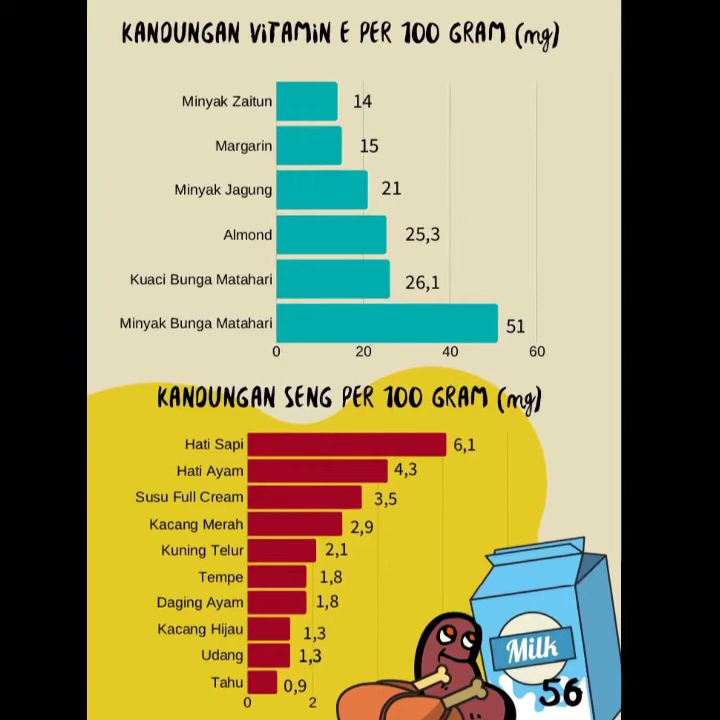 KANDUNGAN VITAMIN E PER 100 GRAM (mg)
Minyak Zaitun 14
Margarin 15
Minyak Jagung 21
Almond 25,3
Kuaci Bunga Matahari 26,1
Minyak Bunga Matahari 51
0 20 40 60
KANDUNGAN SENG PER 100 GRAM (mg)
Hati Sapi 6,1
Hati Ayam 4,3
Susu Full Cream 3,5
Kacang Merah 2,9
Kuning Telur 2,1
Tempe 1,8
Daging Ayam 1,8
Kacang Hijau 1,3
Udang 1,3
Tahu 0,9
0 2
Milk
56